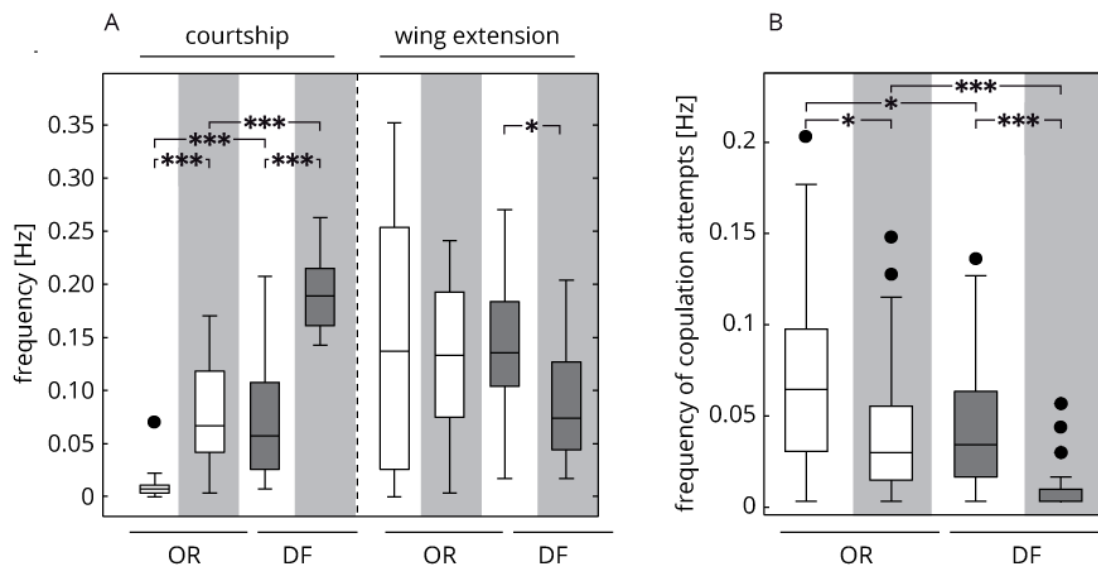 A
courtship
wing extension
frequency [Hz]
0.35
0.30
0.25
0.20
0.15
0.10
0.05
0
***
***
***
***
*
OR
DF
OR
DF
B
frequency of copulation attempts [Hz]
0.2
0.15
0.1
0.05
0
***
*
*
***
OR
DF